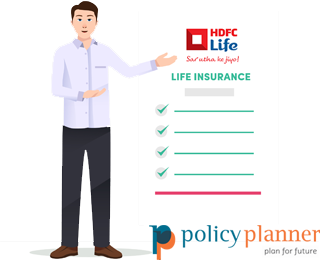 HDFC
Life
Sar utha ke jiyo!
LIFE INSURANCE
policy planner
plan for future